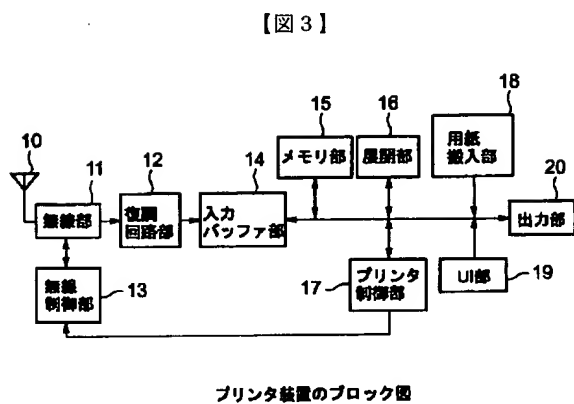 【図3】
18
15
16
用紙
搬入部
10
メモリ部
展開部
12
14
11
20
復調
回路部
入力
バッファ部
無線部
出力部
無線
制御部
13
17
プリンタ
制御部
UI部
19
プリンタ装置のブロック図